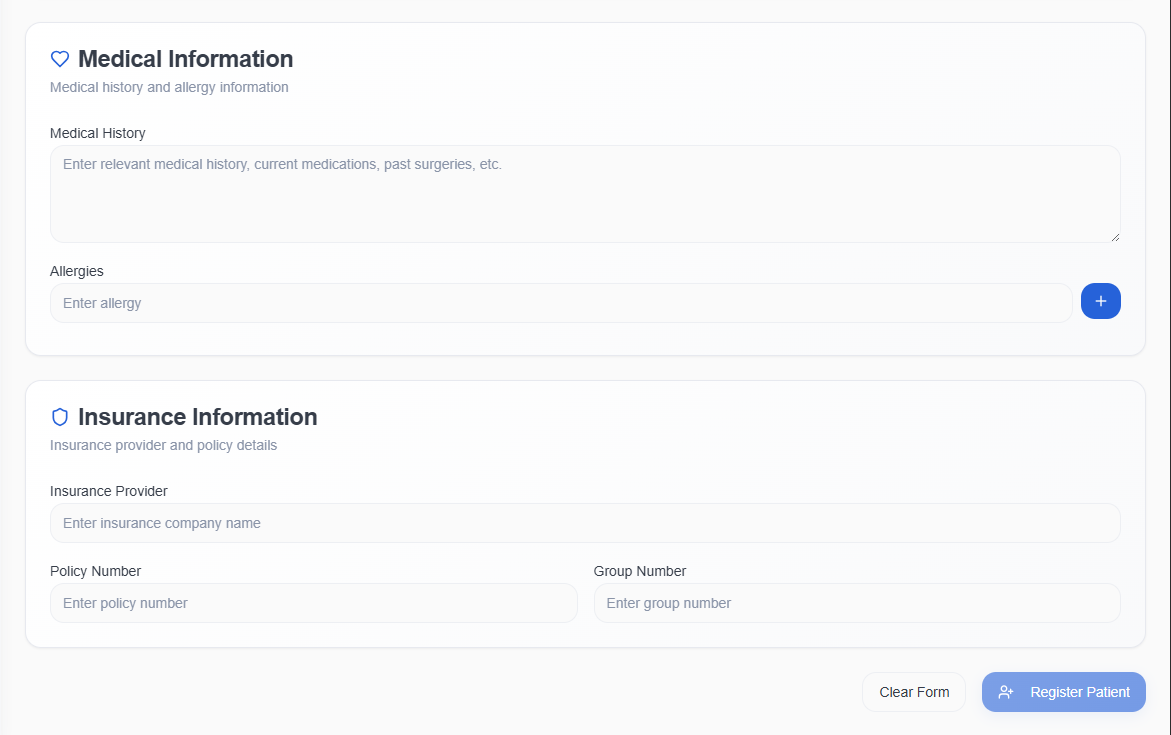 Medical Information
Medical history and allergy information
Medical History
Enter relevant medical history, current medications, past surgeries, etc.
Allergies
Enter allergy
Insurance Information
Insurance provider and policy details
Insurance Provider
Enter insurance company name
Policy Number
Group Number
Enter policy number
Enter group number
Clear Form
Register Patient